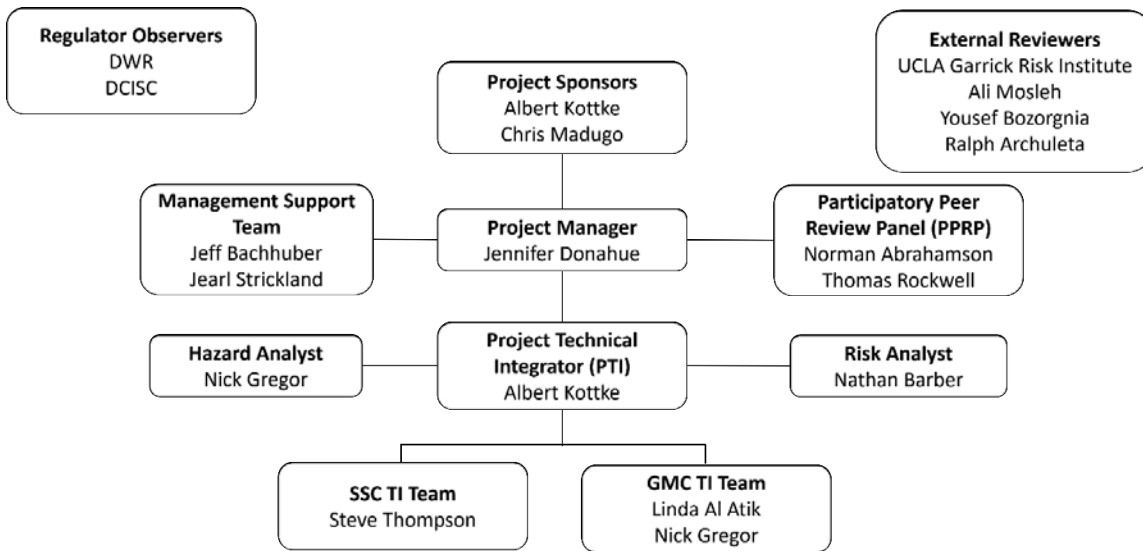 Regulator Observers
DWR
DCISC
Project Sponsors
Albert Kottke
Chris Madugo
External Reviewers
UCLA Garrick Risk Institute
Ali Mosleh
Yousef Bozorgnia
Ralph Archuleta
Management Support
Team
Jeff Bachhuber
Jearl Strickland
Project Manager
Jennifer Donahue
Participatory Peer
Review Panel (PPRP)
Norman Abrahamson
Thomas Rockwell
Hazard Analyst
Nick Gregor
Project Technical
Integrator (PTI)
Albert Kottke
Risk Analyst
Nathan Barber
SSC TI Team
Steve Thompson
GMC TI Team
Linda Al Atik
Nick Gregor